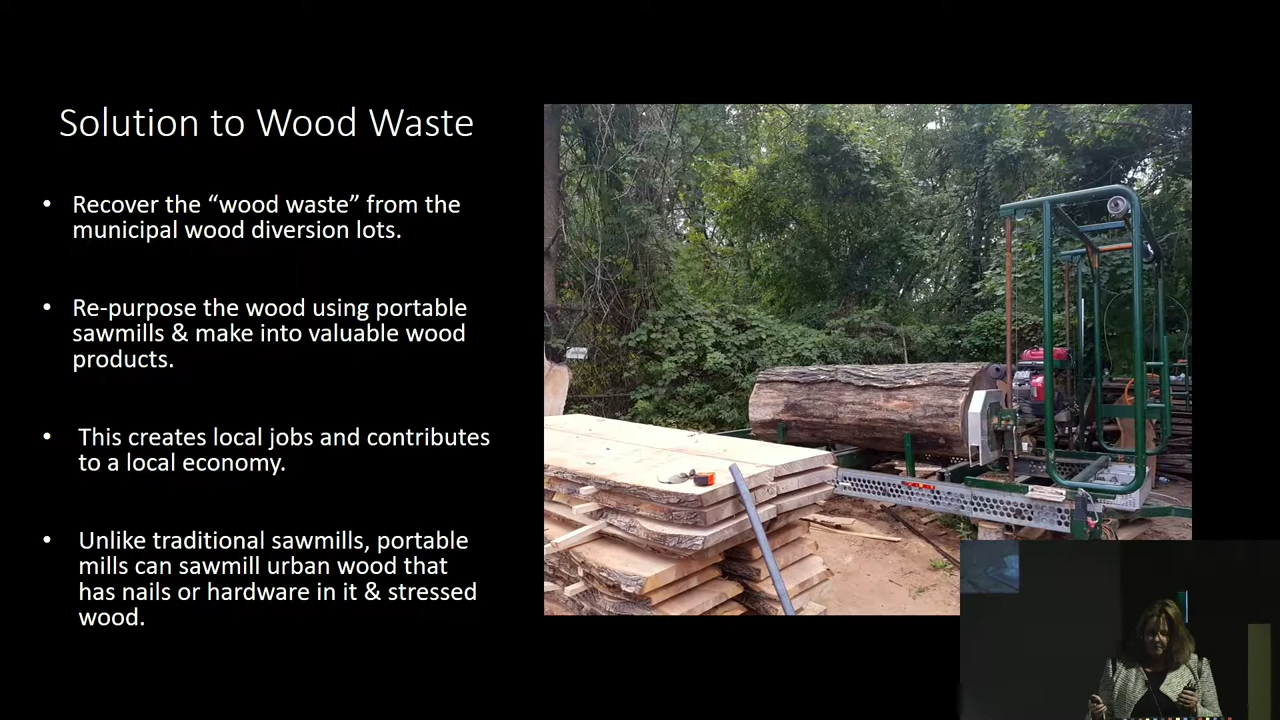 Solution to Wood Waste
• Recover the “wood waste” from the
municipal wood diversion lots.
• Re-purpose the wood using portable
sawmills & make into valuable wood
products.
• This creates local jobs and contributes
to a local economy.
• Unlike traditional sawmills, portable
mills can sawmill urban wood that
has nails or hardware in it & stressed
wood.